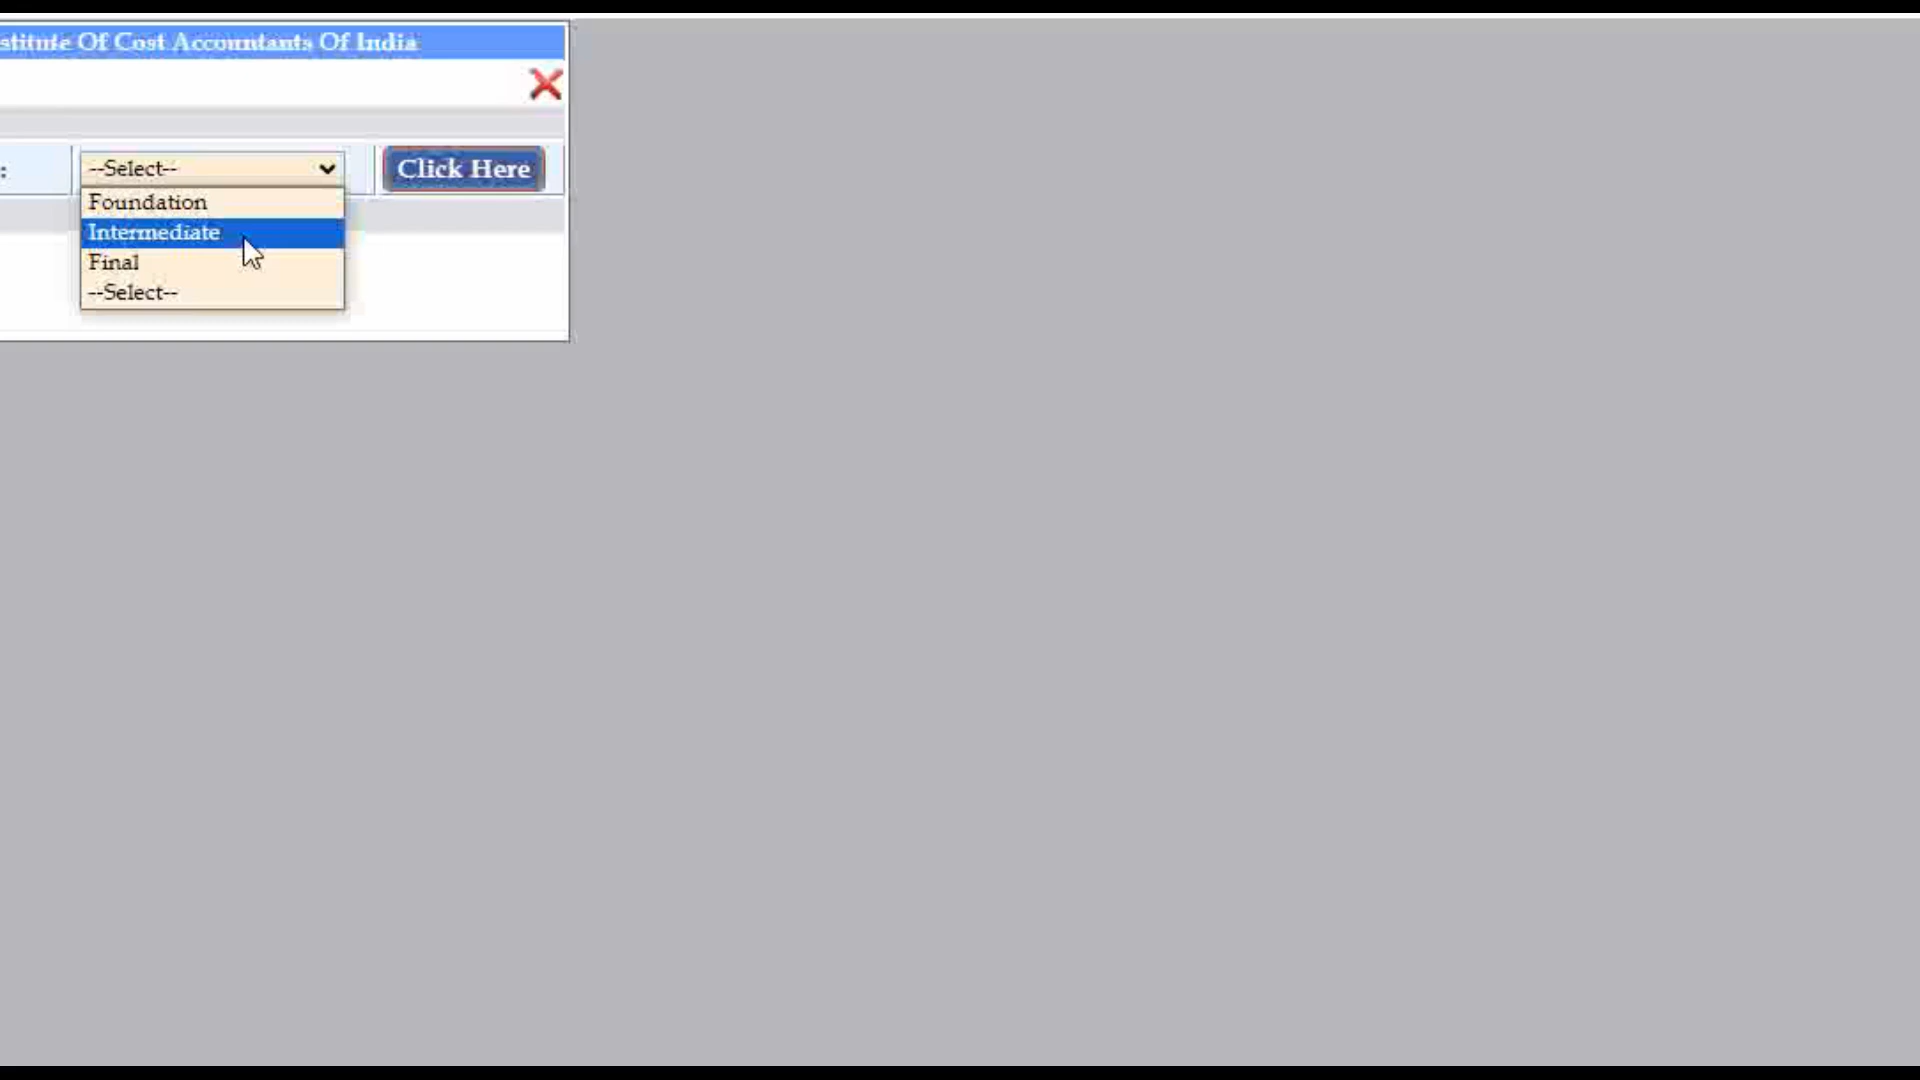 stitute Of Cost Accountants Of India
: --Select-- Click Here
Foundation
Intermediate
Final
--Select--